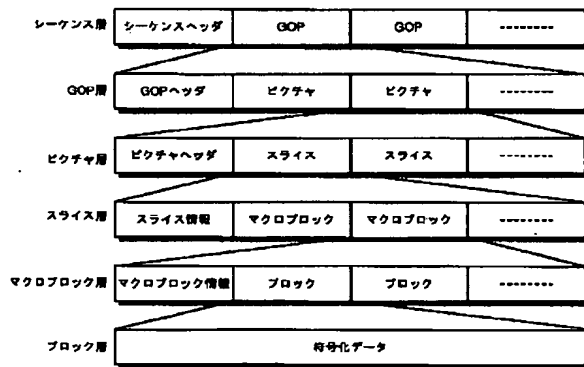 シーケンス層 シーケンスヘッダ GOP GOP --------
GOP層 GOPヘッダ ピクチャ ピクチャ --------
ピクチャ層 ピクチャヘッダ スライス スライス --------
スライス層 スライス情報 マクロブロック マクロブロック --------
マクロブロック層 マクロブロック情報 ブロック ブロック --------
ブロック層 符号化データ